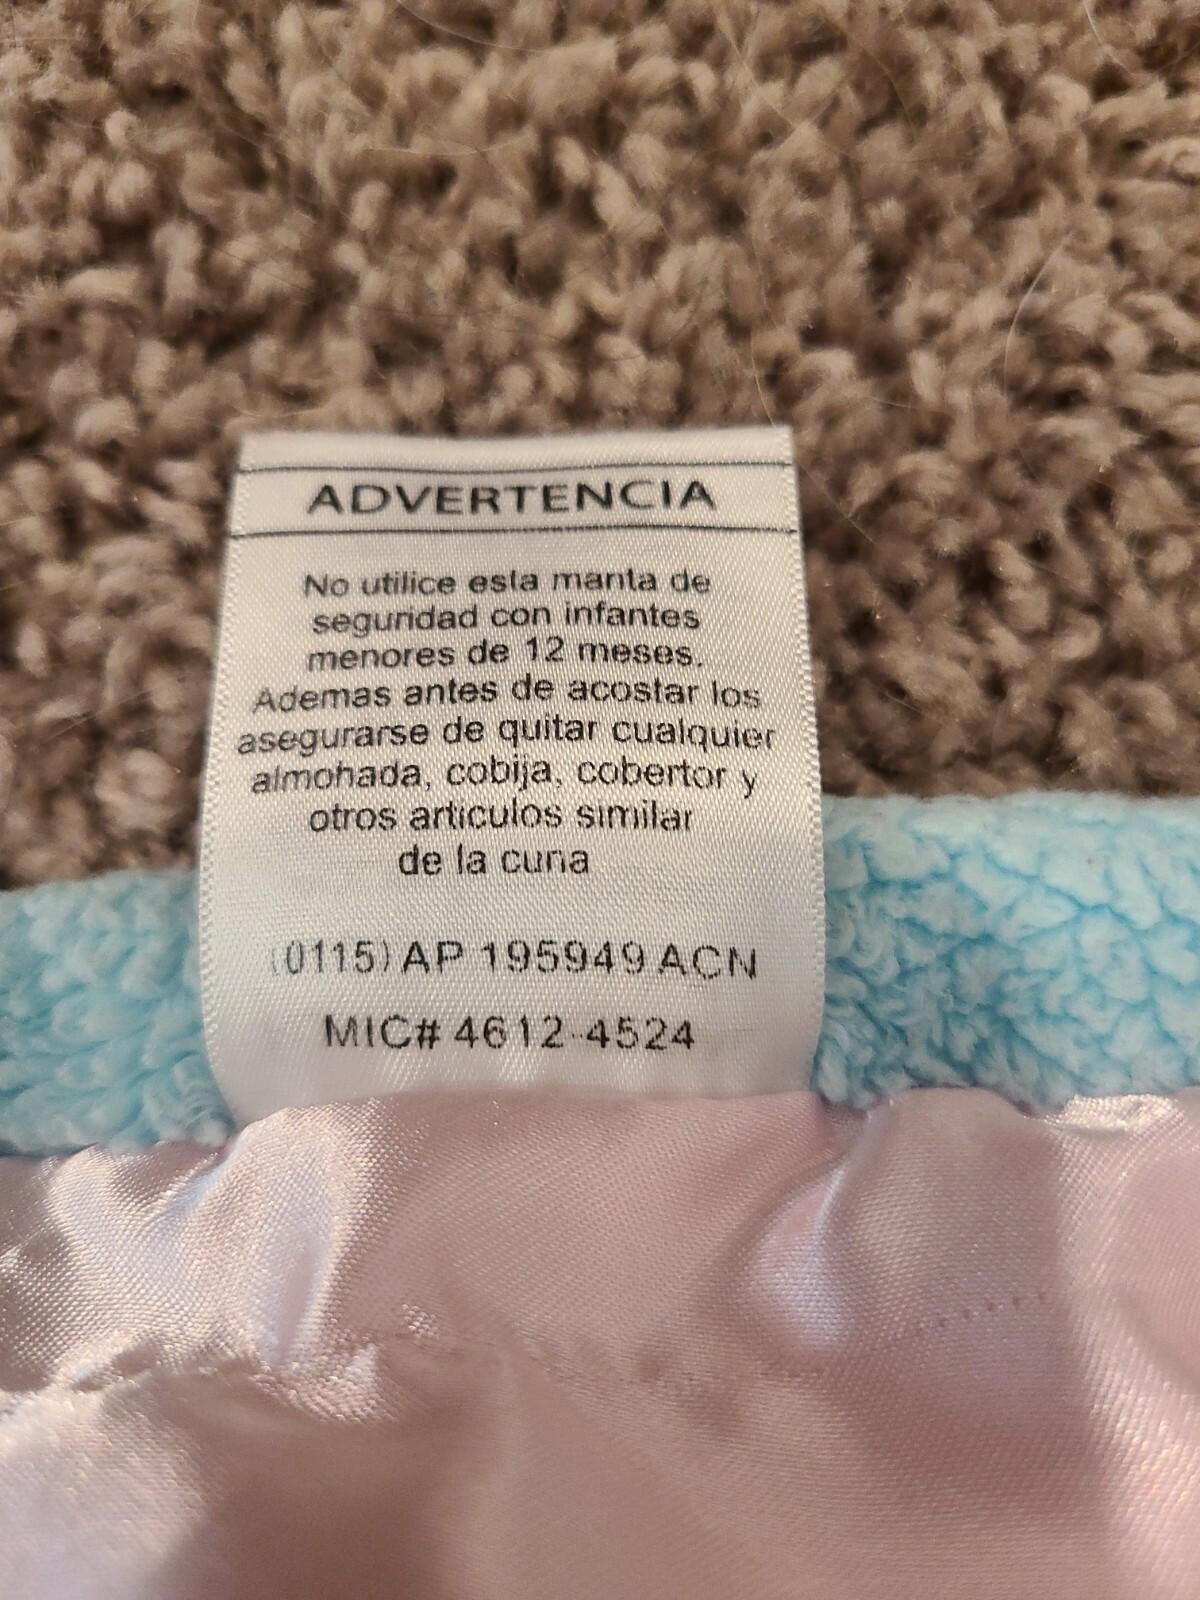 ADVERTENCIA
No utilice esta manta de
seguridad con infantes
menores de 12 meses.
Ademas antes de acostar los
asegurarse de quitar cualquier
almohada, cobija, cobertor y
otros articulos similar
de la cuna
(0115) AP 195949 ACN
MIC# 4612-4524